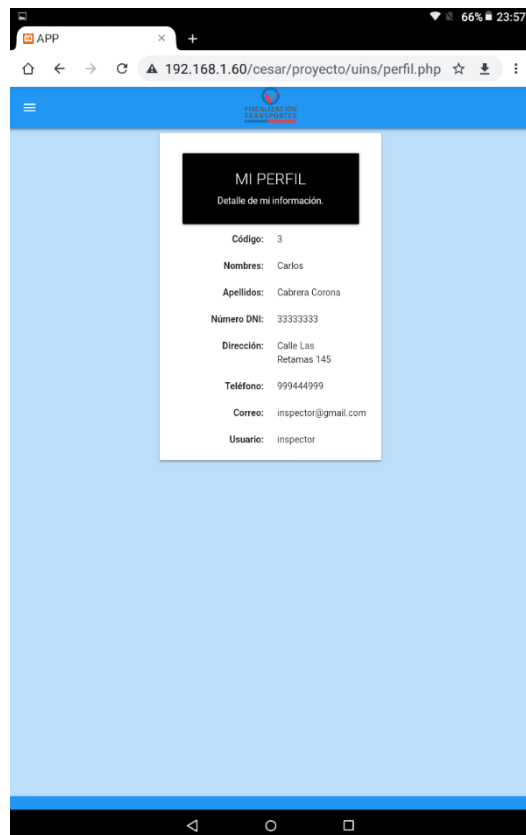 66% 23:57
APP
192.168.1.60/cesar/proyecto/uins/perfil.php
FISCALIZACIÓN
TRANSPORTES
MI PERFIL
Detalle de mi información.
Código: 3
Nombres: Carlos
Apellidos: Cabrera Corona
Número DNI: 33333333
Dirección: Calle Las
Retamas 145
Teléfono: 999444999
Correo: inspector@gmail.com
Usuario: inspector